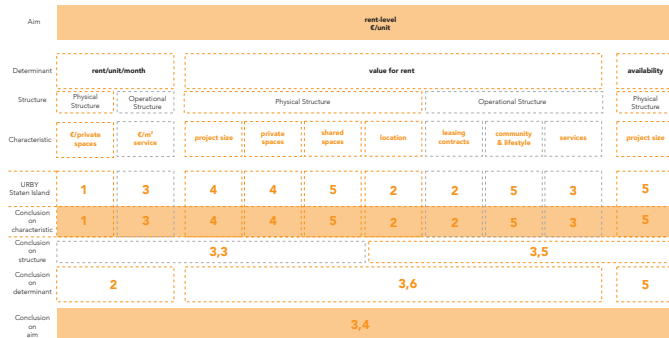 Aim
rent-level
€/unit
Determinant
rent/unit/month
value for rent
availability
Structure
Physical
Structure
Operational
Structure
Physical Structure
Operational Structure
Physical
Structure
Characteristic
€/private
spaces
€/m²
service
project size
private
spaces
shared
spaces
location
leasing
contracts
community
& lifestyle
services
project size
URBY
Staten Island
1 3 4 4 5 2 2 5 3 5
Conclusion
on
characteristic
1 3 4 4 5 2 2 5 3 5
Conclusion
on
structure
3,3
3,5
Conclusion
on
determinant
2
3,6
5
Conclusion
on
aim
3,4